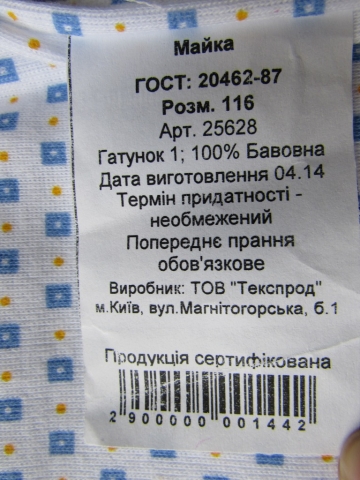 Майка
ГОСТ: 20462-87
Розм. 116
Арт. 25628
Гатунок 1; 100% Бавовна
Дата виготовлення 04.14
Термін придатності -
необмежений
Попереднє прання
обов'язкове
Виробник: ТОВ "Текспрод"
м.Київ, вул.Магнітогорська, б.1
Продукція сертифікована
2 900000 001442